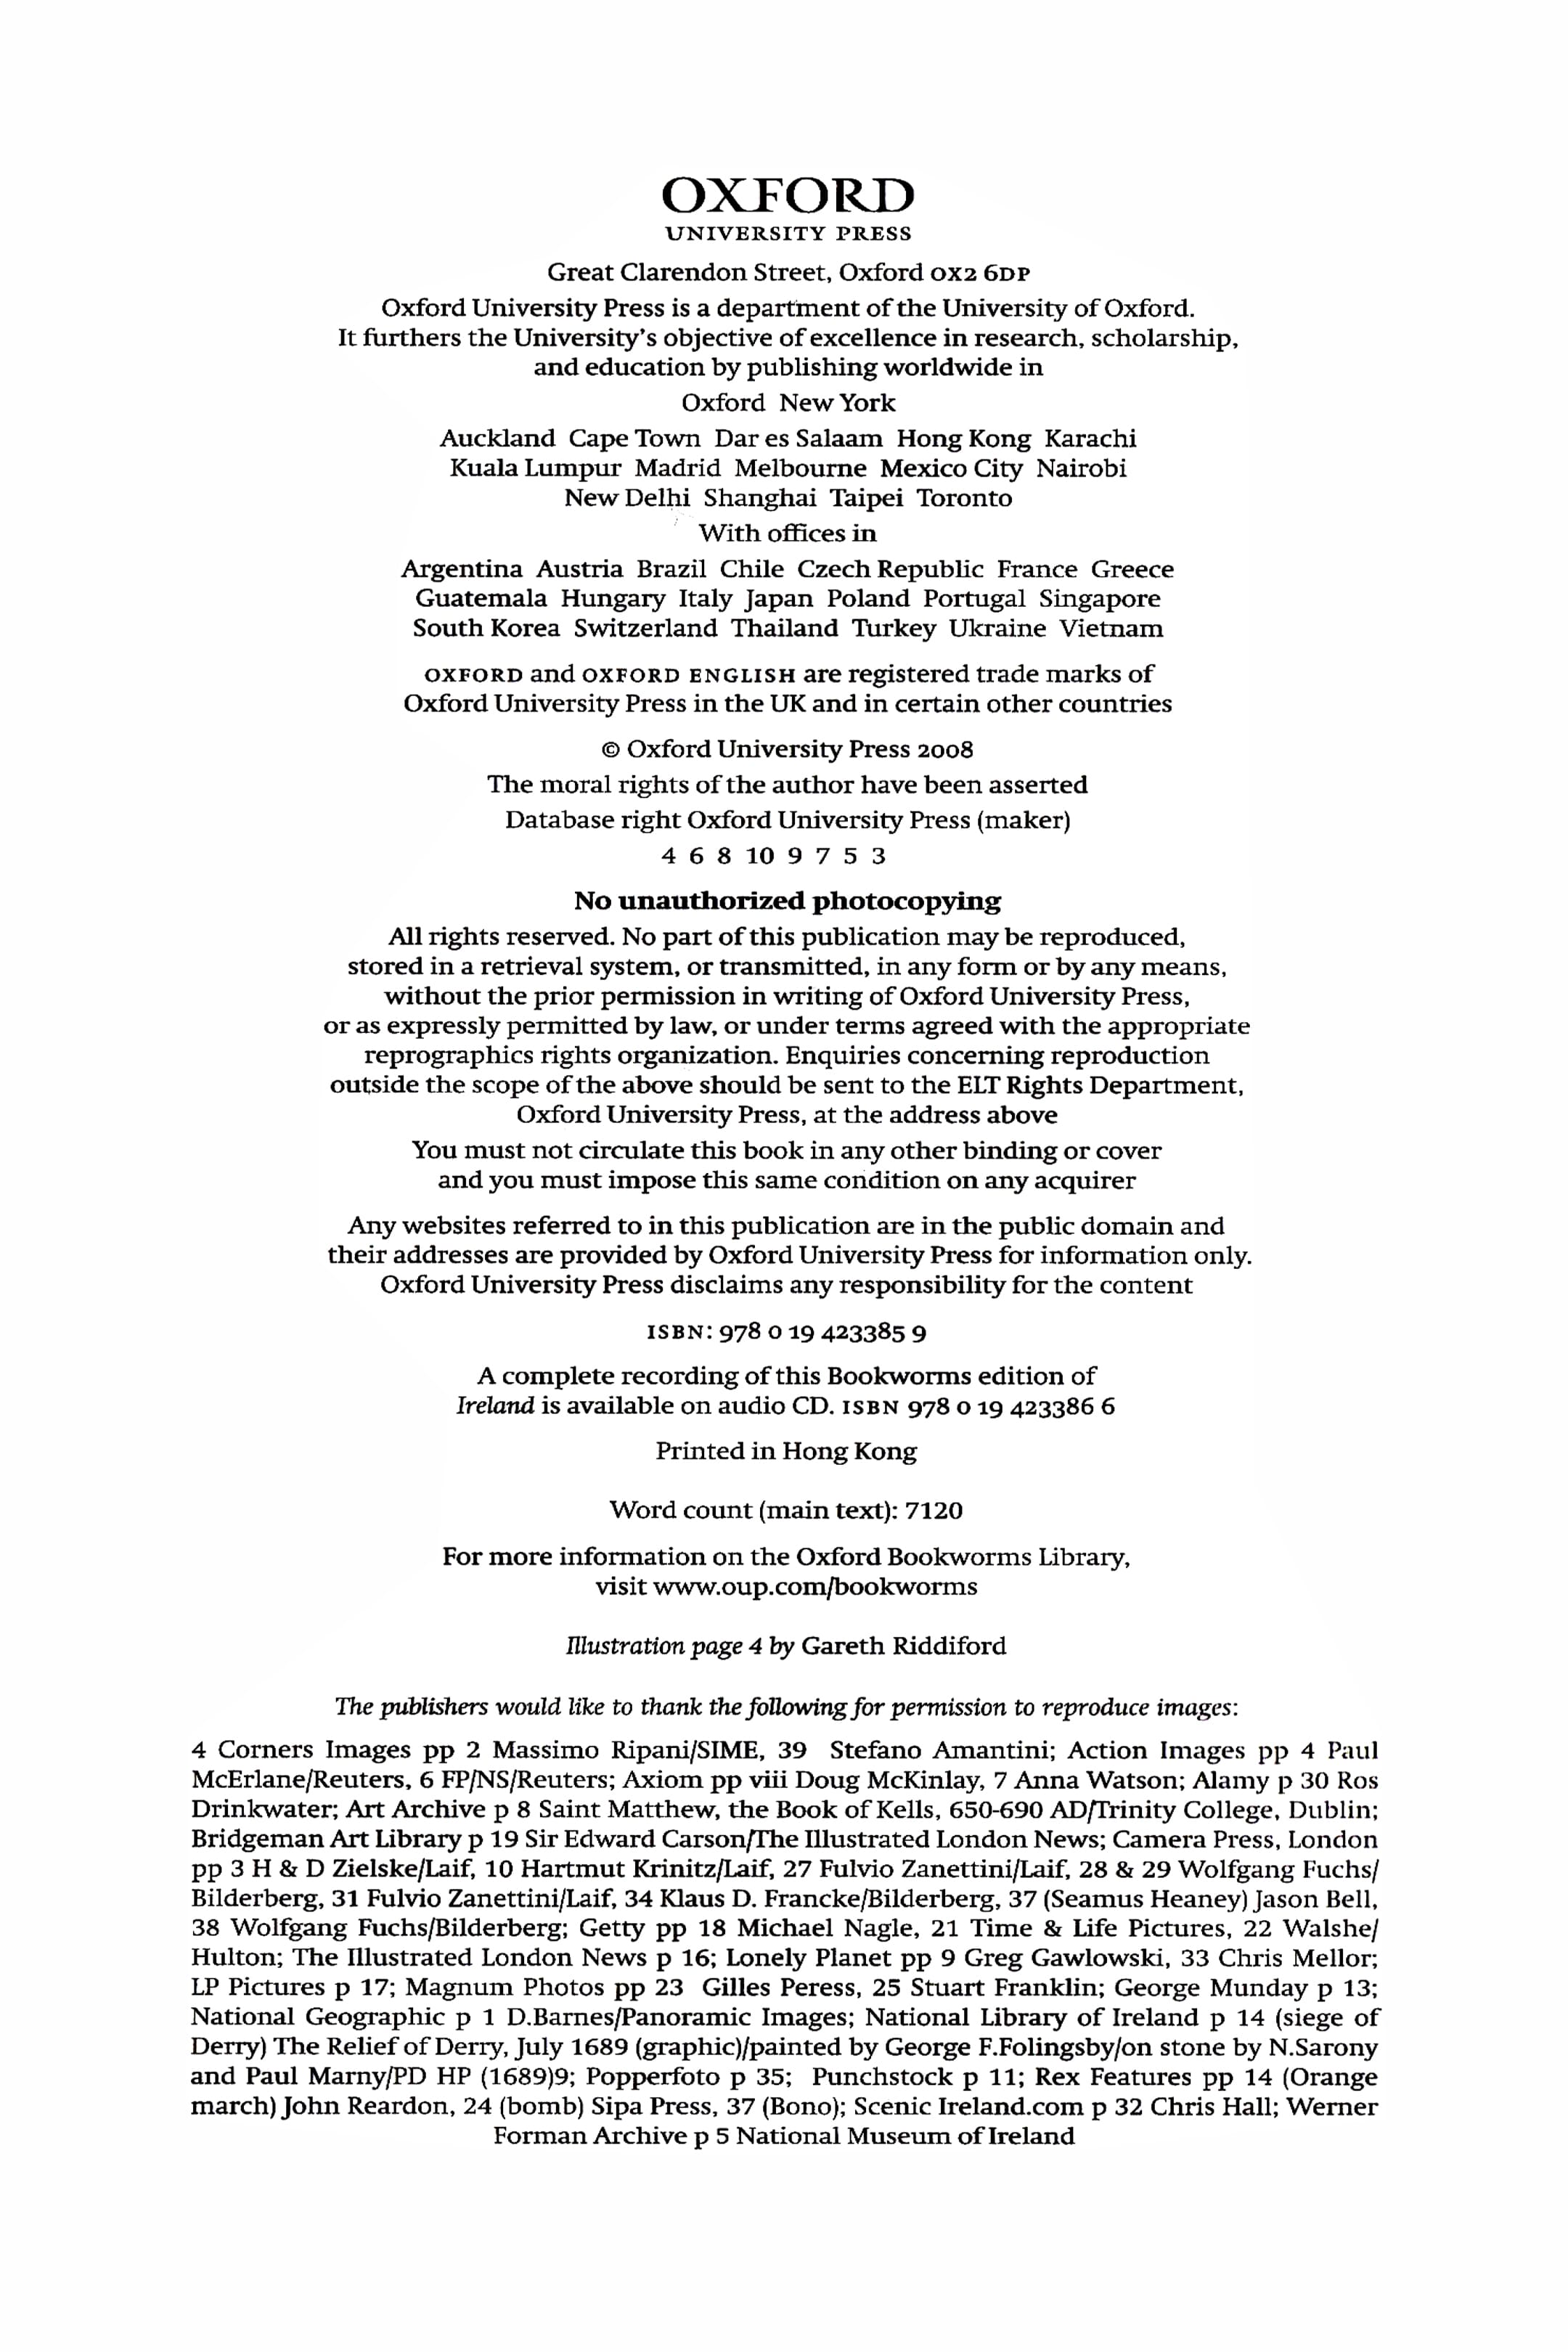 OXFORD
UNIVERSITY PRESS
Great Clarendon Street, Oxford OX2 6DP
Oxford University Press is a department of the University of Oxford.
It furthers the University's objective of excellence in research, scholarship,
and education by publishing worldwide in
Oxford New York
Auckland Cape Town Dar es Salaam Hong Kong Karachi
Kuala Lumpur Madrid Melbourne Mexico City Nairobi
New Delhi Shanghai Taipei Toronto
With offices in
Argentina Austria Brazil Chile Czech Republic France Greece
Guatemala Hungary Italy Japan Poland Portugal Singapore
South Korea Switzerland Thailand Turkey Ukraine Vietnam
OXFORD and OXFORD ENGLISH are registered trade marks of
Oxford University Press in the UK and in certain other countries
© Oxford University Press 2008
The moral rights of the author have been asserted
Database right Oxford University Press (maker)
4 6 8 10 9 7 5 3
No unauthorized photocopying
All rights reserved. No part of this publication may be reproduced,
stored in a retrieval system, or transmitted, in any form or by any means,
without the prior permission in writing of Oxford University Press,
or as expressly permitted by law, or under terms agreed with the appropriate
reprographics rights organization. Enquiries concerning reproduction
outside the scope of the above should be sent to the ELT Rights Department,
Oxford University Press, at the address above
You must not circulate this book in any other binding or cover
and you must impose this same condition on any acquirer
Any websites referred to in this publication are in the public domain and
their addresses are provided by Oxford University Press for information only.
Oxford University Press disclaims any responsibility for the content
ISBN: 978 0 19 423385 9
A complete recording of this Bookworms edition of
Ireland is available on audio CD. ISBN 978 0 19 423386 6
Printed in Hong Kong
Word count (main text): 7120
For more information on the Oxford Bookworms Library,
visit www.oup.com/bookworms
Illustration page 4 by Gareth Riddiford
The publishers would like to thank the following for permission to reproduce images:
4 Corners Images pp 2 Massimo Ripani/SIME, 39 Stefano Amantini; Action Images pp 4 Paul
McErlane/Reuters, 6 FP/NS/Reuters; Axiom pp viii Doug McKinlay, 7 Anna Watson; Alamy p 30 Ros
Drinkwater; Art Archive p 8 Saint Matthew, the Book of Kells, 650-690 AD/Trinity College, Dublin;
Bridgeman Art Library p 19 Sir Edward Carson/The Illustrated London News; Camera Press, London
pp 3 H & D Zielske/Laif, 10 Hartmut Krinitz/Laif, 27 Fulvio Zanettini/Laif, 28 & 29 Wolfgang Fuchs/
Bilderberg, 31 Fulvio Zanettini/Laif, 34 Klaus D. Francke/Bilderberg, 37 (Seamus Heaney) Jason Bell,
38 Wolfgang Fuchs/Bilderberg; Getty pp 18 Michael Nagle, 21 Time & Life Pictures, 22 Walshe/
Hulton; The Illustrated London News p 16; Lonely Planet pp 9 Greg Gawlowski, 33 Chris Mellor;
LP Pictures p 17; Magnum Photos pp 23 Gilles Peress, 25 Stuart Franklin; George Munday p 13;
National Geographic p 1 D.Barnes/Panoramic Images; National Library of Ireland p 14 (siege of
Derry) The Relief of Derry, July 1689 (graphic)/painted by George F.Folingsby/on stone by N.Sarony
and Paul Marny/PD HP (1689)9; Popperfoto p 35; Punchstock p 11; Rex Features pp 14 (Orange
march) John Reardon, 24 (bomb) Sipa Press, 37 (Bono); Scenic Ireland.com p 32 Chris Hall; Werner
Forman Archive p 5 National Museum of Ireland